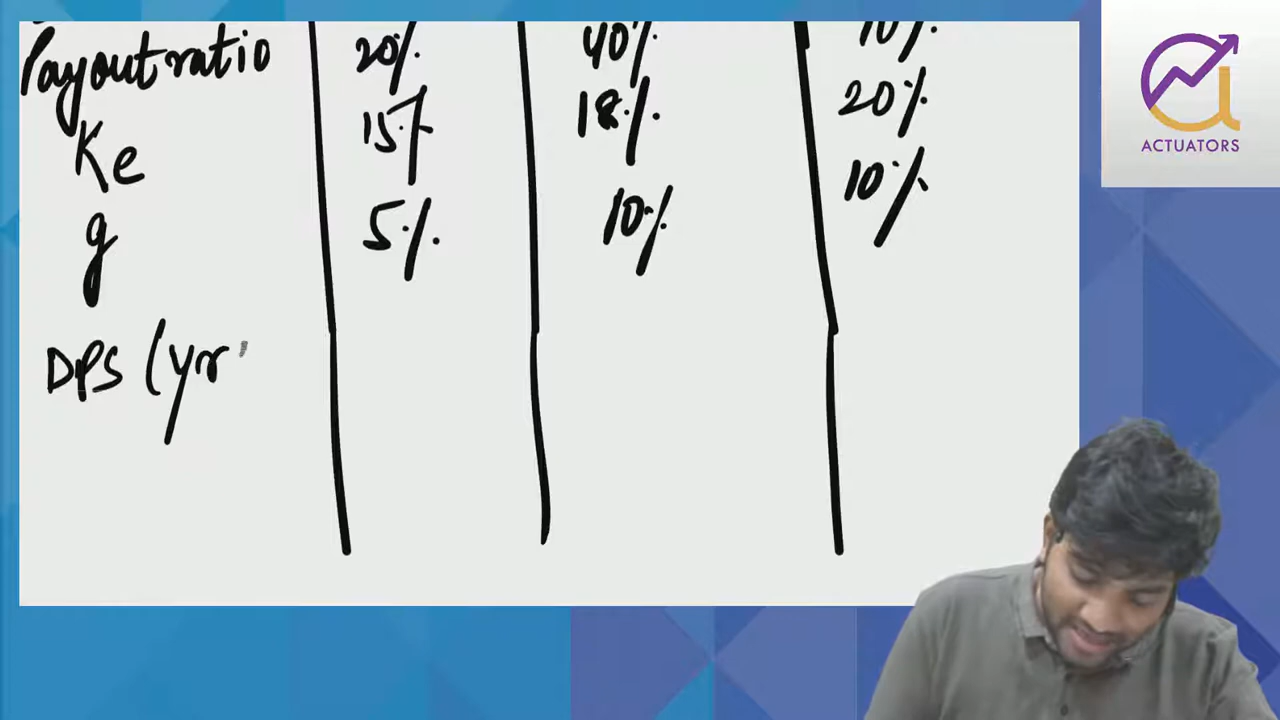 Payout ratio 20% 40% 10%
Ke 15% 18% 20%
g 5% 10% 10%
DPS (yr
ACTUATORS